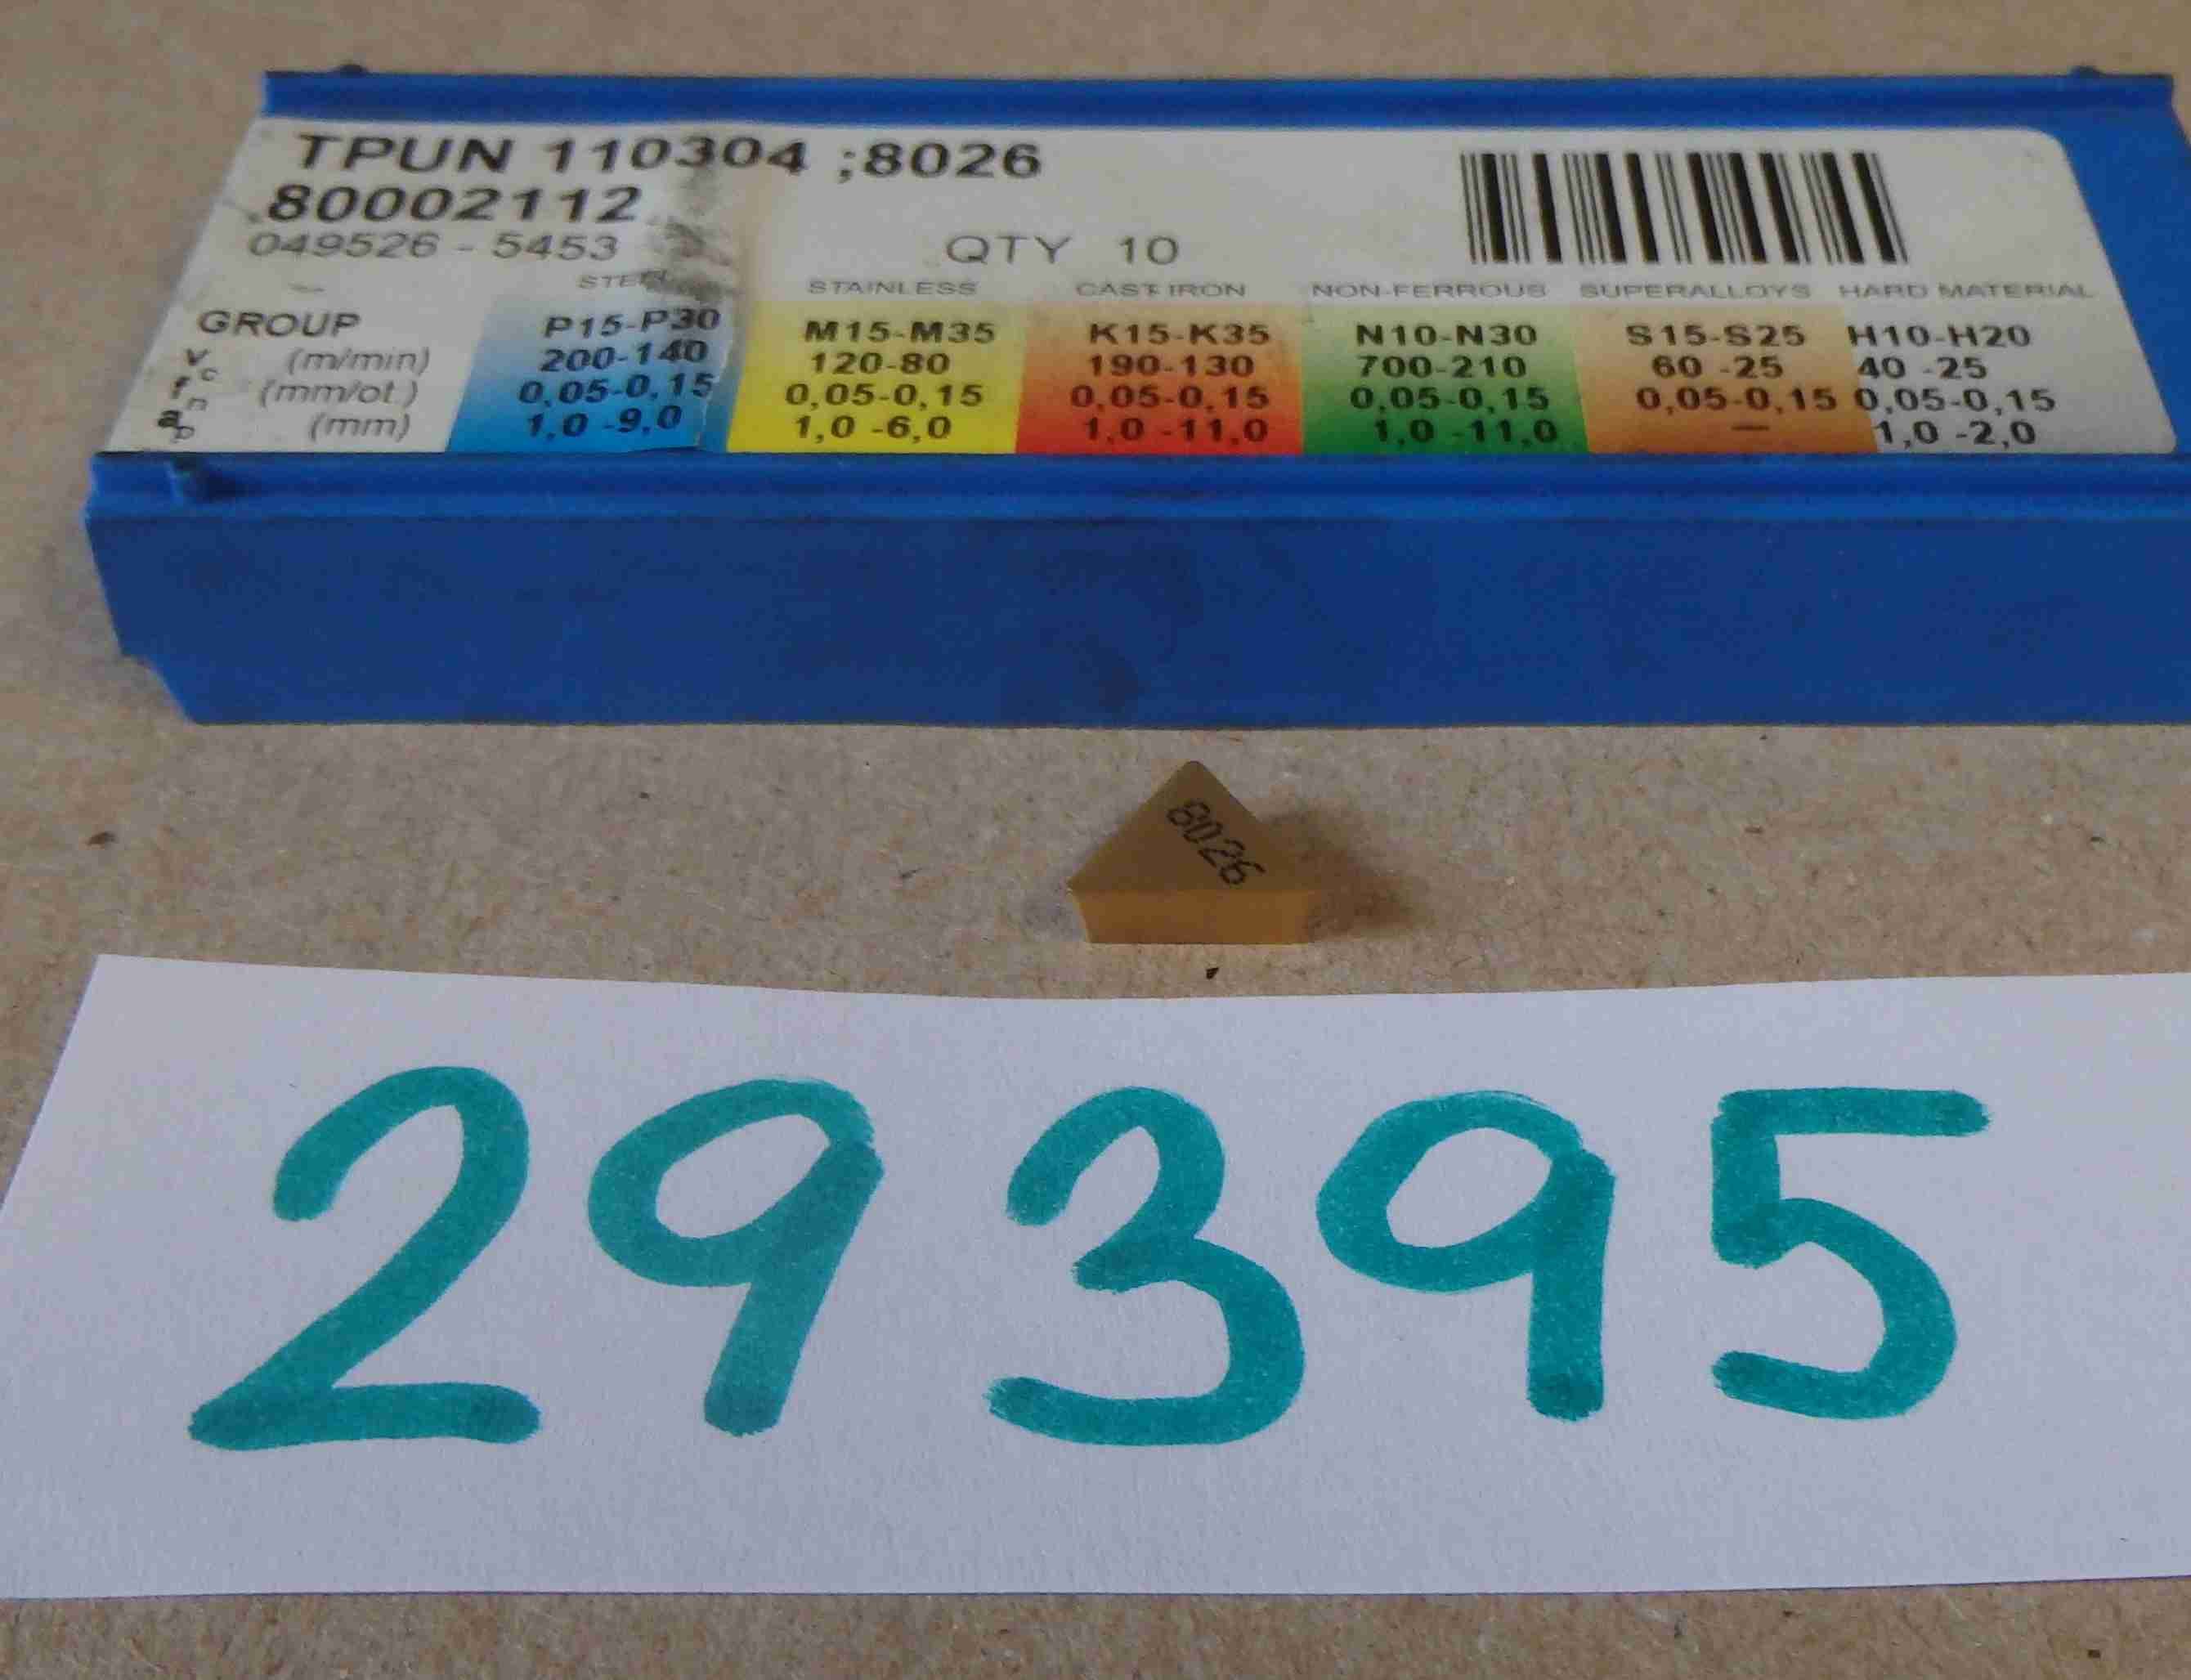 TPUN 110304 ;8026
80002112
049526 - 5453
QTY 10
STEEL STAINLESS CAST IRON NON-FERROUS SUPERALLOYS HARD MATERIAL
GROUP P15-P30 M15-M35 K15-K35 N10-N30 S15-S25 H10-H20
vc (m/min) 200-140 120-80 190-130 700-210 60 -25 40 -25
fn (mm/ot.) 0,05-0,15 0,05-0,15 0,05-0,15 0,05-0,15 0,05-0,15 0,05-0,15
ap (mm) 1,0 -9,0 1,0 -6,0 1,0 -11,0 1,0 -11,0 — 1,0 -2,0
8026
29395